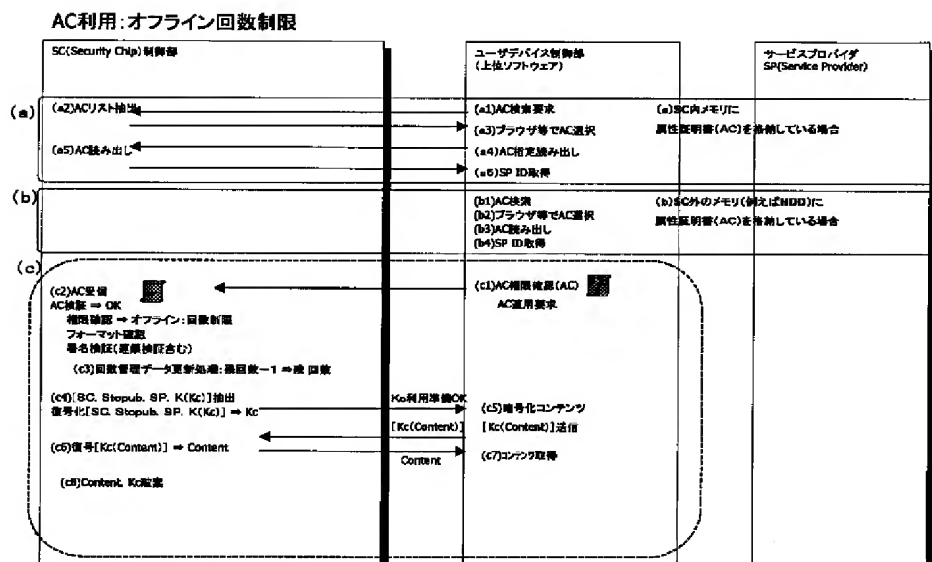 AC利用:オフライン回数制限
SC(Security Chip)制御部
ユーザデバイス制御部
(上位ソフトウェア)
サービスプロバイダ
SP(Service Provider)
(a)
(a2)ACリスト抽出
(a1)AC検索要求
(a)SC内メモリに
(a3)ブラウザ等でAC選択
属性証明書(AC)を格納している場合
(a5)AC読み出し
(a4)AC指定読み出し
(a6)SP ID取得
(b)
(b1)AC検索
(b)SC外のメモリ(例えばHDD)に
(b2)ブラウザ等でAC選択
属性証明書(AC)を格納している場合
(b3)AC読み出し
(b4)SP ID取得
(c)
(c2)AC受信
(c1)AC権限確認(AC)
AC検証 ⇒ OK
AC適用要求
権限確認 ⇒ オフライン:回数制限
フォーマット確認
署名検証(連鎖検証含む)
(c3)回数管理データ更新処理:残回数-1 ⇒ 残回数
(c4)[SC. Stopub. SP. K(Kc)]抽出
Kc利用準備OK
(c5)暗号化コンテンツ
復号化[SC. Stopub. SP. K(Kc)] ⇒ Kc
[Kc(Content)]
[Kc(Content)]送信
(c6)復号[Kc(Content)] ⇒ Content
Content
(c7)コンテンツ取得
(c8)Content, Kc破棄